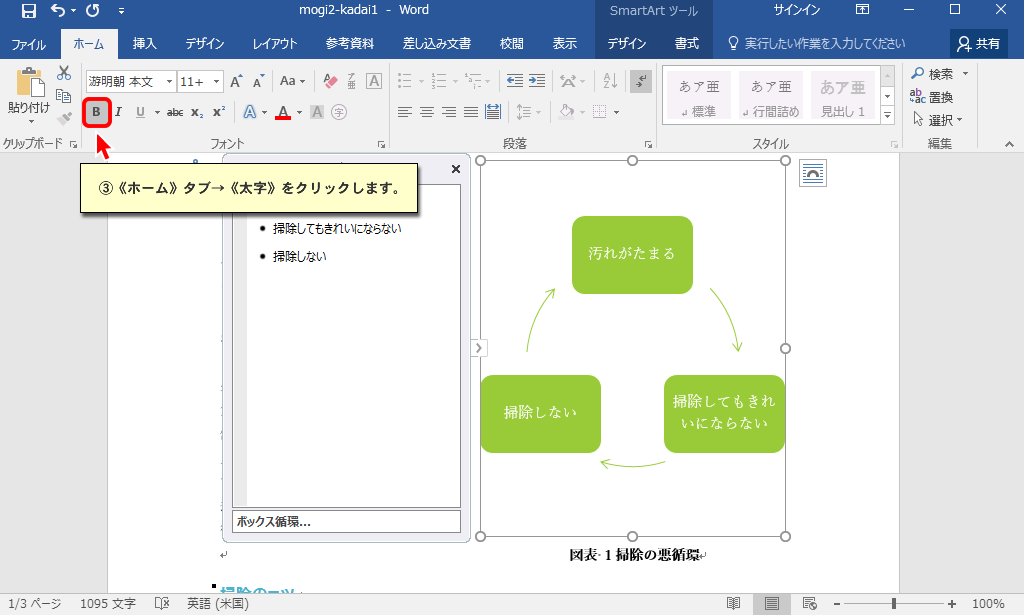 mogi2-kadai1 - Word
SmartArt ツール
サインイン
ファイル ホーム 挿入 デザイン レイアウト 参考資料 差し込み文書 校閲 表示 デザイン 書式 実行したい作業を入力してください 共有
貼り付け
游明朝 本文 11+ A A Aa A
B I U abc x₂ x² A A A 字
あア亜
標準
あア亜
行間詰め
あア亜
見出し 1
検索
置換
選択
クリップボード フォント 段落 スタイル 編集
③《ホーム》タブ→《太字》をクリックします。
掃除してもきれいにならない
掃除しない
ボックス循環...
汚れがたまる
掃除しない
掃除してもきれ
いにならない
図表 1 掃除の悪循環
1/3 ページ 1095 文字 英語 (米国) 100%